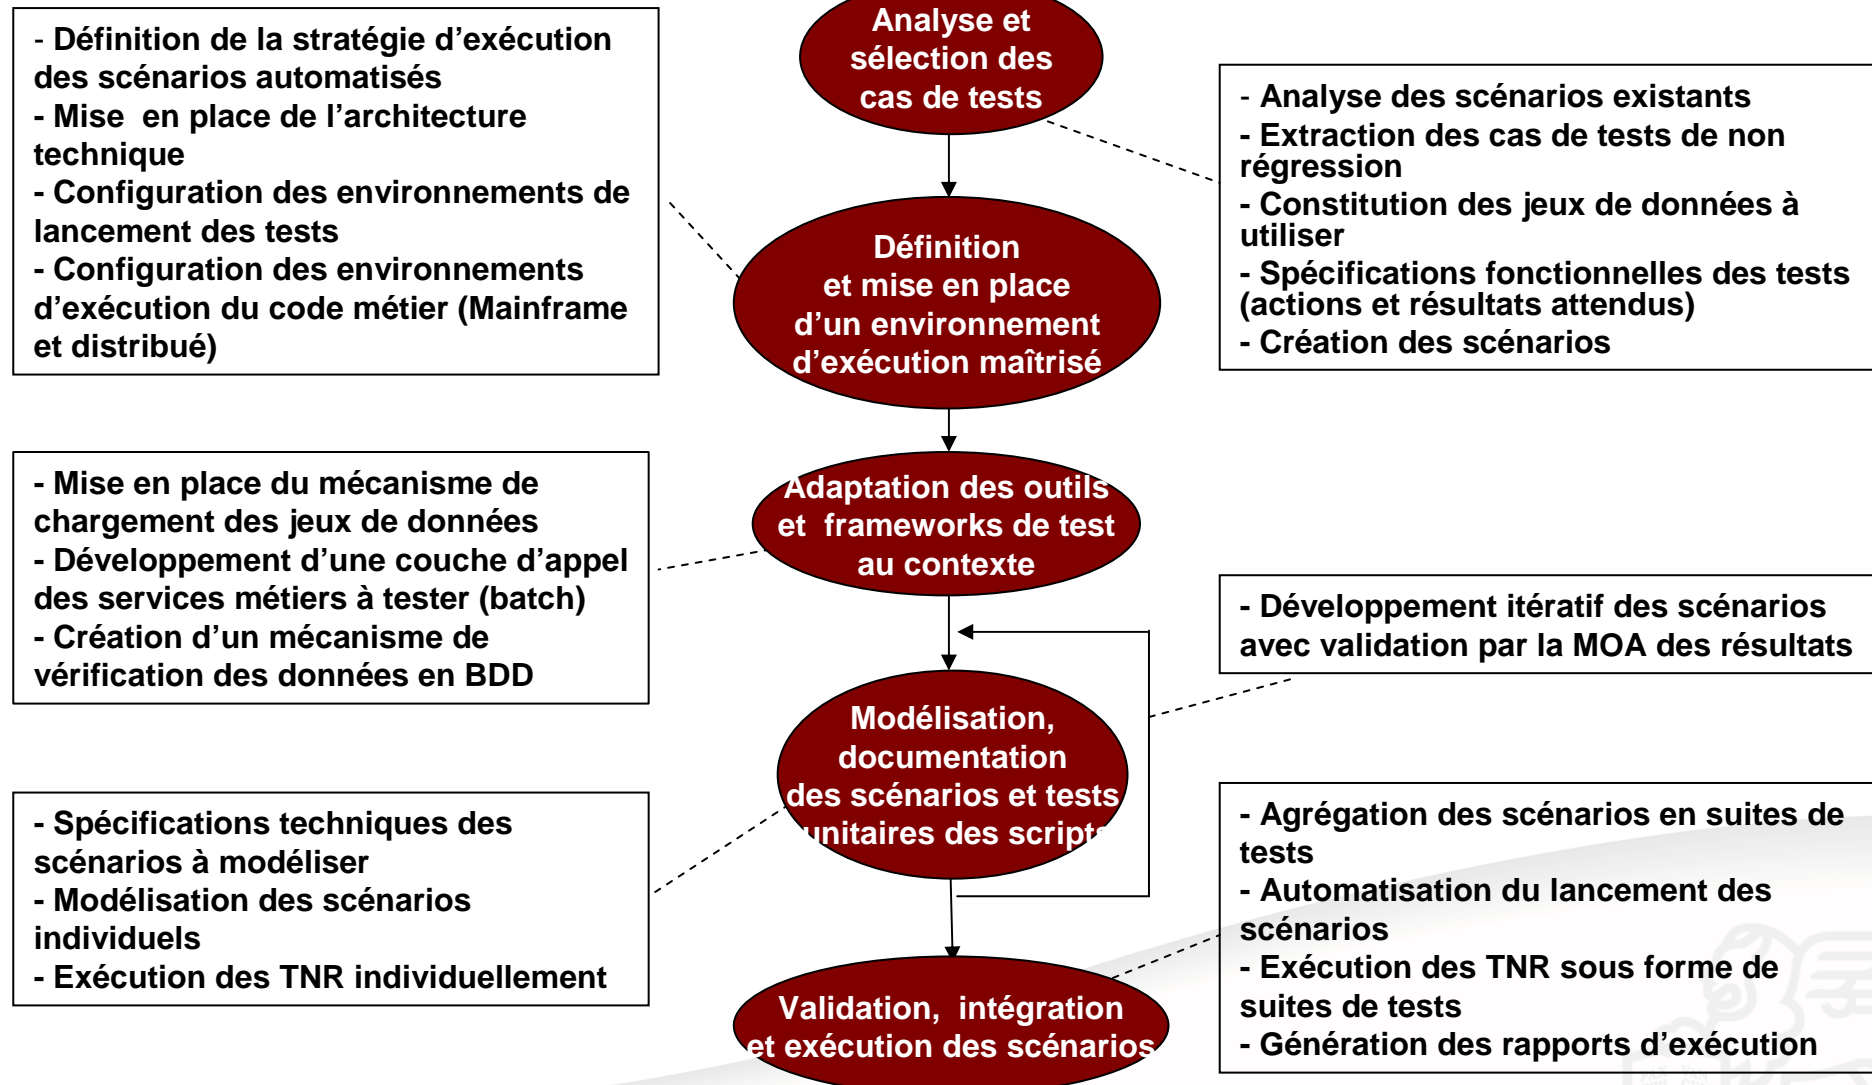 Analyse et
sélection des
cas de tests
- Définition de la stratégie d’exécution
des scénarios automatisés
- Mise  en place de l’architecture
technique
- Configuration des environnements de
lancement des tests
- Configuration des environnements
d’exécution du code métier (Mainframe
et distribué)
- Analyse des scénarios existants
- Extraction des cas de tests de non
régression
- Constitution des jeux de données à
utiliser
- Spécifications fonctionnelles des tests
(actions et résultats attendus)
- Création des scénarios
Définition
et mise en place
d’un environnement
d’exécution maîtrisé
- Mise en place du mécanisme de
chargement des jeux de données
- Développement d’une couche d’appel
des services métiers à tester (batch)
- Création d’un mécanisme de
vérification des données en BDD
Adaptation des outils
et  frameworks de test
au contexte
- Développement itératif des scénarios
avec validation par la MOA des résultats
Modélisation,
documentation
des scénarios et tests
unitaires des scripts
- Spécifications techniques des
scénarios à modéliser
- Modélisation des scénarios
individuels
- Exécution des TNR individuellement
- Agrégation des scénarios en suites de
tests
- Automatisation du lancement des
scénarios
- Exécution des TNR sous forme de
suites de tests
- Génération des rapports d’exécution
Validation,  intégration
et exécution des scénarios